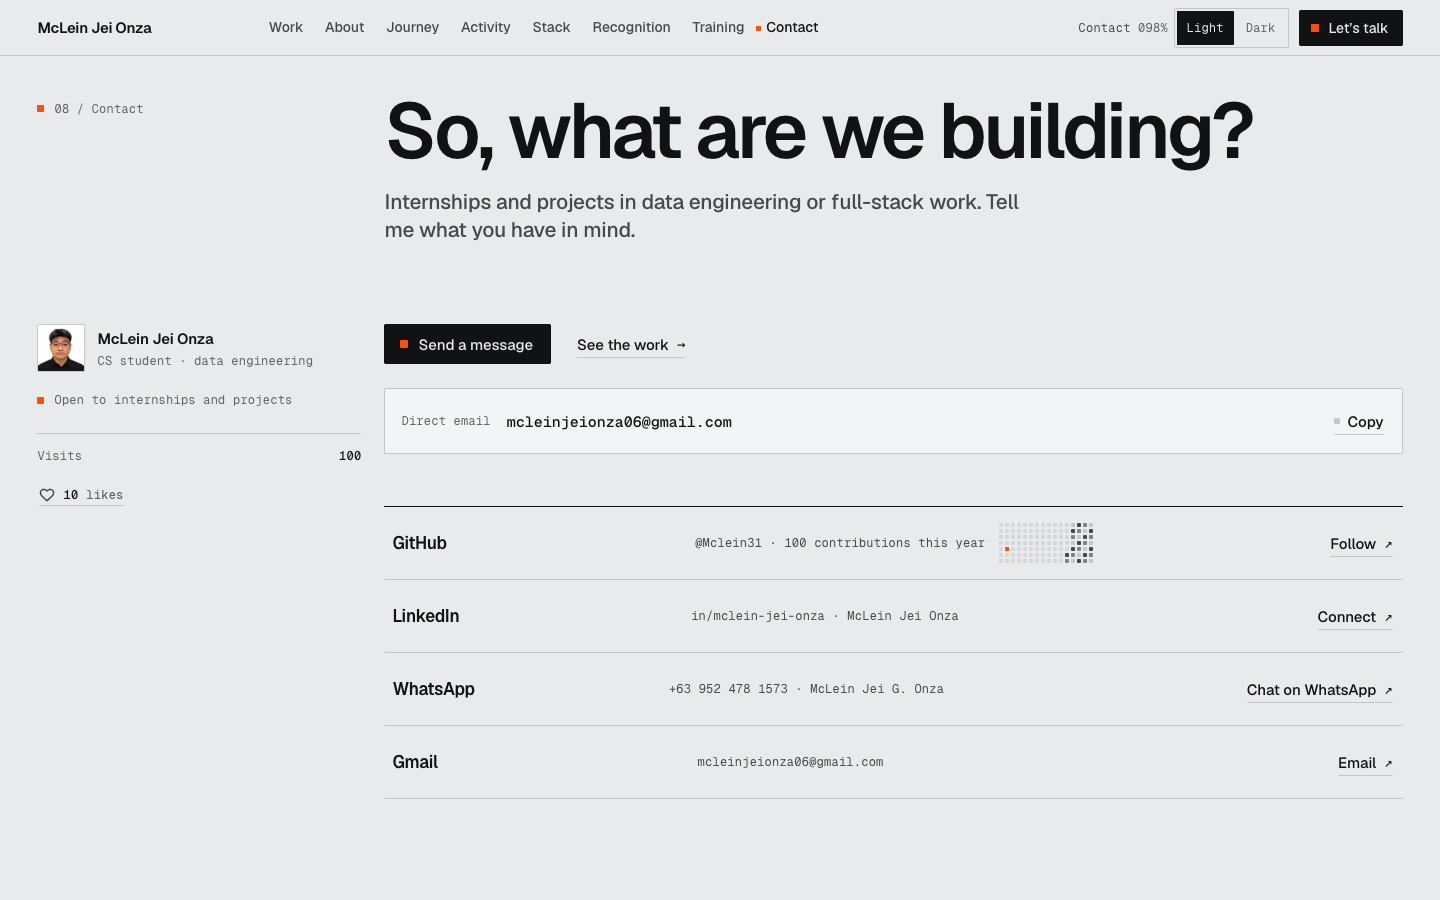 McLein Jei Onza
Work About Journey Activity Stack Recognition Training Contact
Contact 098% Light Dark Let's talk
08 / Contact
So, what are we building?
Internships and projects in data engineering or full-stack work. Tell
me what you have in mind.
McLein Jei Onza
CS student · data engineering
Open to internships and projects
Visits 100
10 likes
Send a message See the work →
Direct email mcleinjeionza06@gmail.com Copy
GitHub @Mclein31 · 100 contributions this year Follow ↗
LinkedIn in/mclein-jei-onza · McLein Jei Onza Connect ↗
WhatsApp +63 952 478 1573 · McLein Jei G. Onza Chat on WhatsApp ↗
Gmail mcleinjeionza06@gmail.com Email ↗